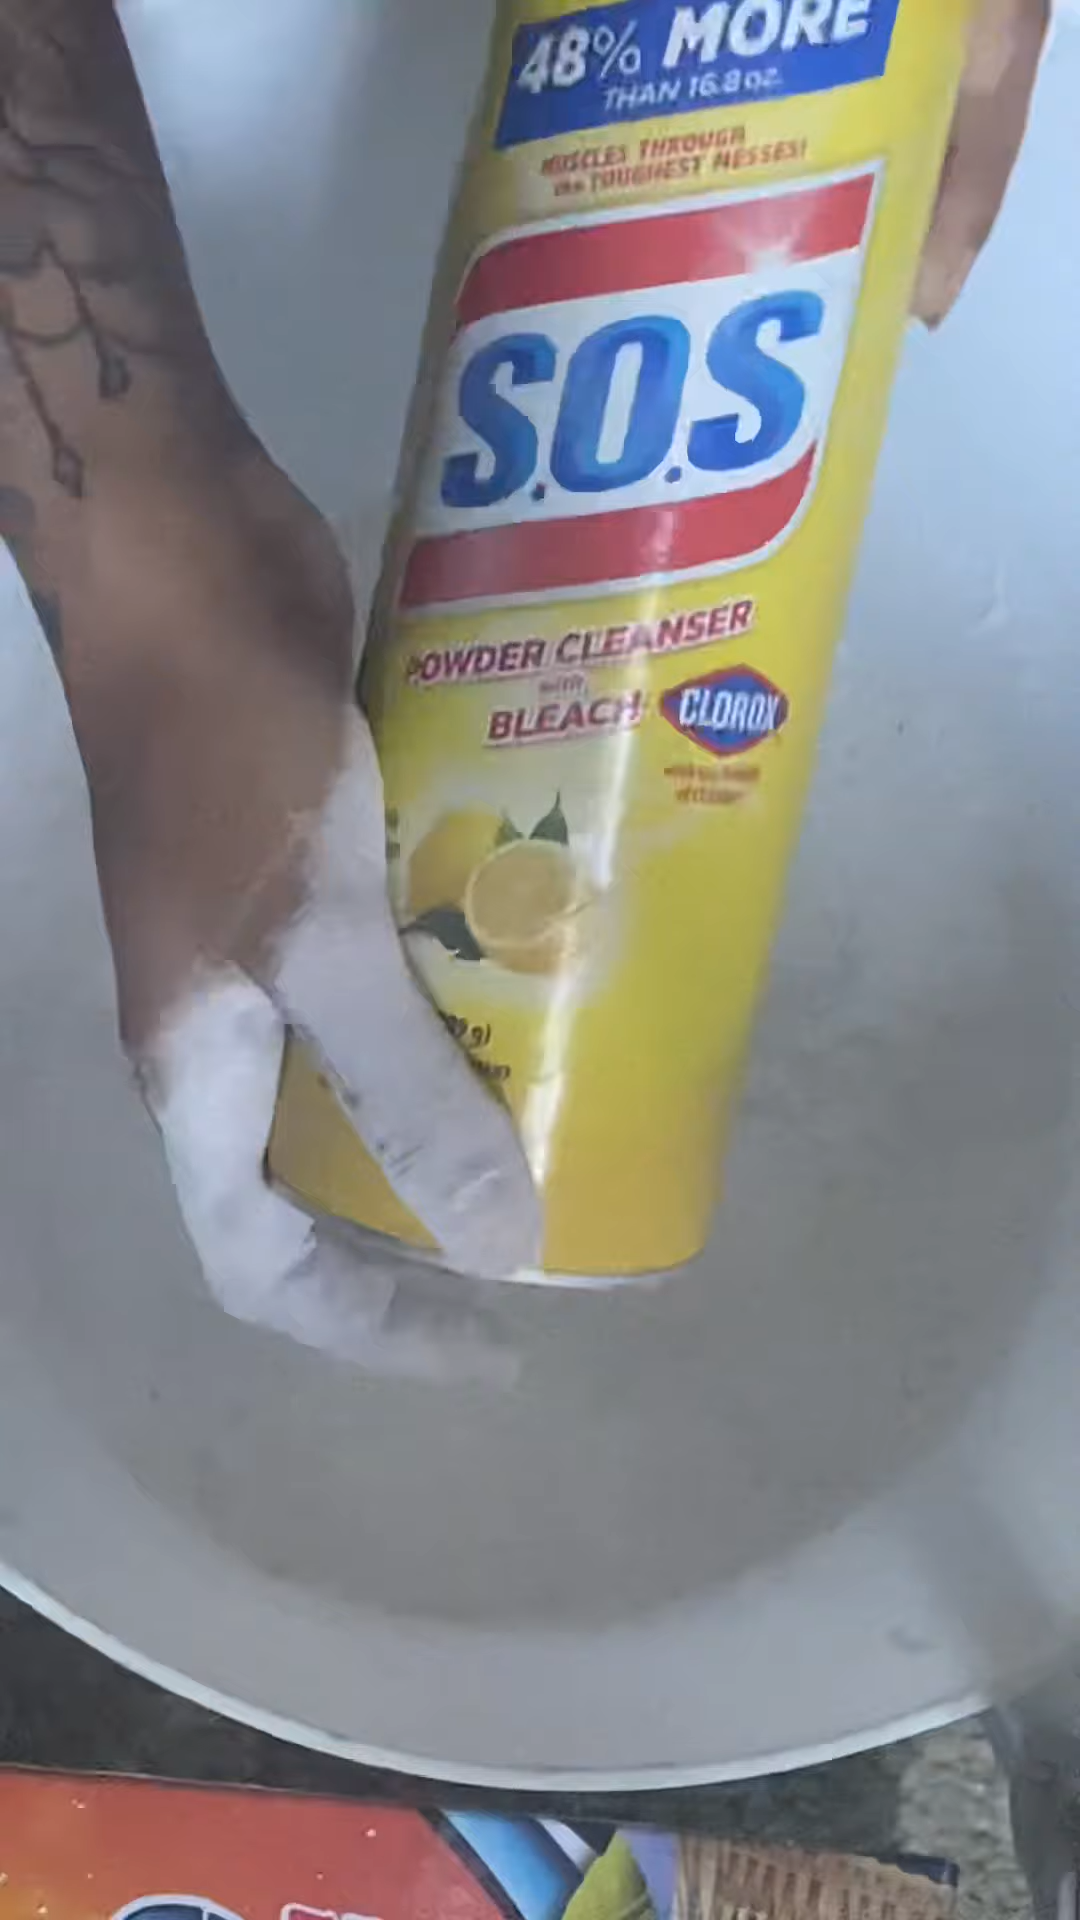 48% MORE
THAN 16.8 oz.
MUSCLES THROUGH
the TOUGHEST MESSES!
S.O.S
POWDER CLEANSER
with
BLEACH
CLOROX
g)